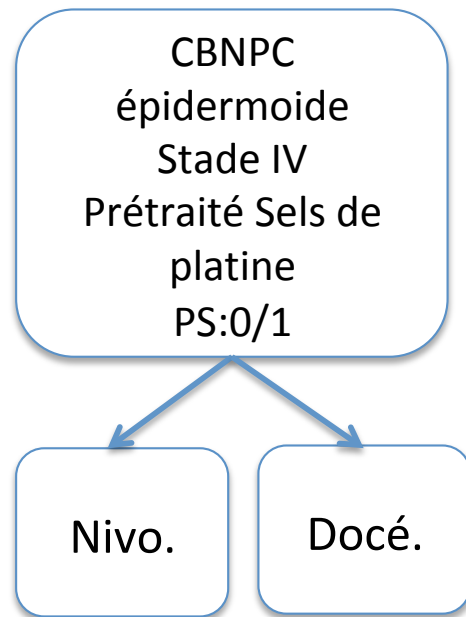 CBNPC
épidermoide
Stade IV
Prétraité Sels de
platine
PS:0/1
Nivo.
Docé.